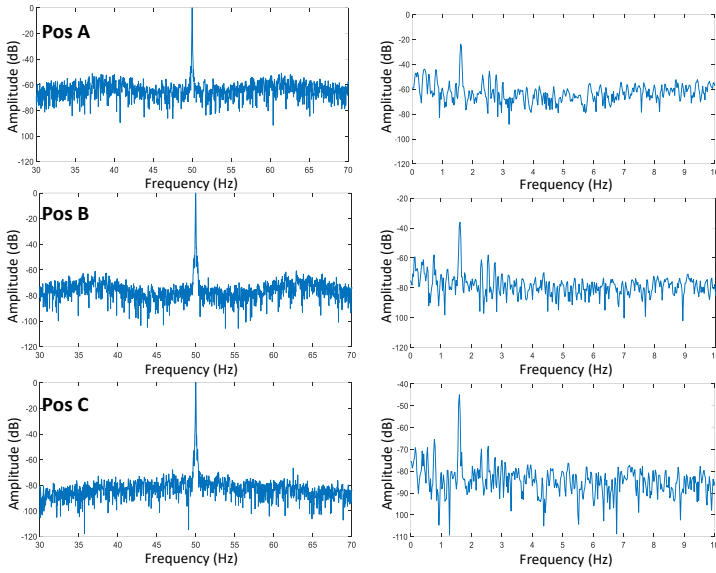 Pos A
Amplitude (dB)
0
-20
-40
-60
-80
-100
-120
30 35 40 45 50 55 60 65 70
Frequency (Hz)
Amplitude (dB)
0
-20
-40
-60
-80
-100
-120
0 1 2 3 4 5 6 7 8 9 10
Frequency (Hz)
Pos B
Amplitude (dB)
0
-20
-40
-60
-80
-100
-120
30 35 40 45 50 55 60 65 70
Frequency (Hz)
Amplitude (dB)
-20
-40
-60
-80
-100
-120
0 1 2 3 4 5 6 7 8 9 10
Frequency (Hz)
Pos C
Amplitude (dB)
0
-20
-40
-60
-80
-100
-120
30 35 40 45 50 55 60 65 70
Frequency (Hz)
Amplitude (dB)
-40
-50
-60
-70
-80
-90
-100
-110
0 1 2 3 4 5 6 7 8 9 10
Frequency (Hz)